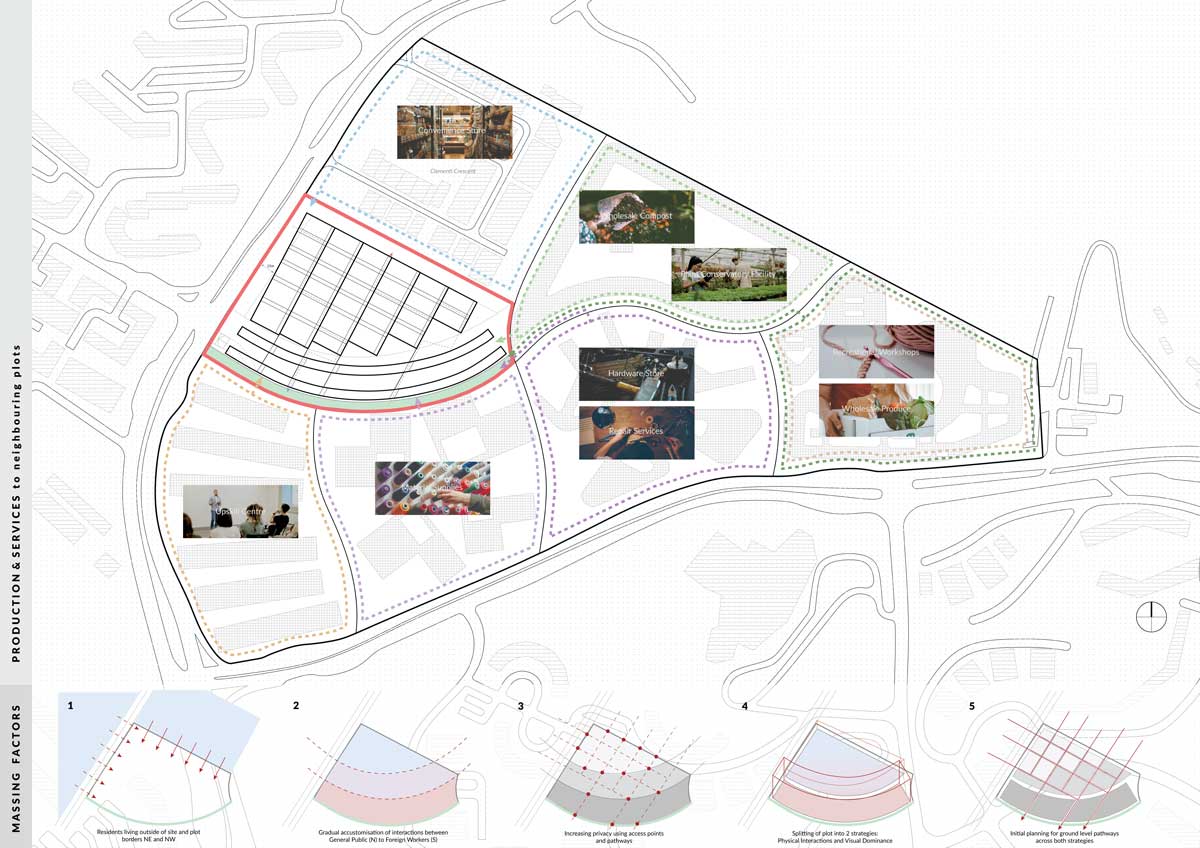 PRODUCTION & SERVICES to neighbouring plots
Convenience Store
Clementi Crescent
Wholesale Compost
Plant Conservatory Facility
Recreational Workshops
Hardware Store
Wholesale Produce
Repair Services
Upskill Centre
MASSING FACTORS
1
Residents living outside of site and plot
borders NE and NW
2
Gradual accustomisation of interactions between
General Public (N) to Foreign Workers (S)
3
Increasing privacy using access points
and pathways
4
Splitting of plot into 2 strategies:
Physical Interactions and Visual Dominance
5
Initial planning for ground level pathways
across both strategies